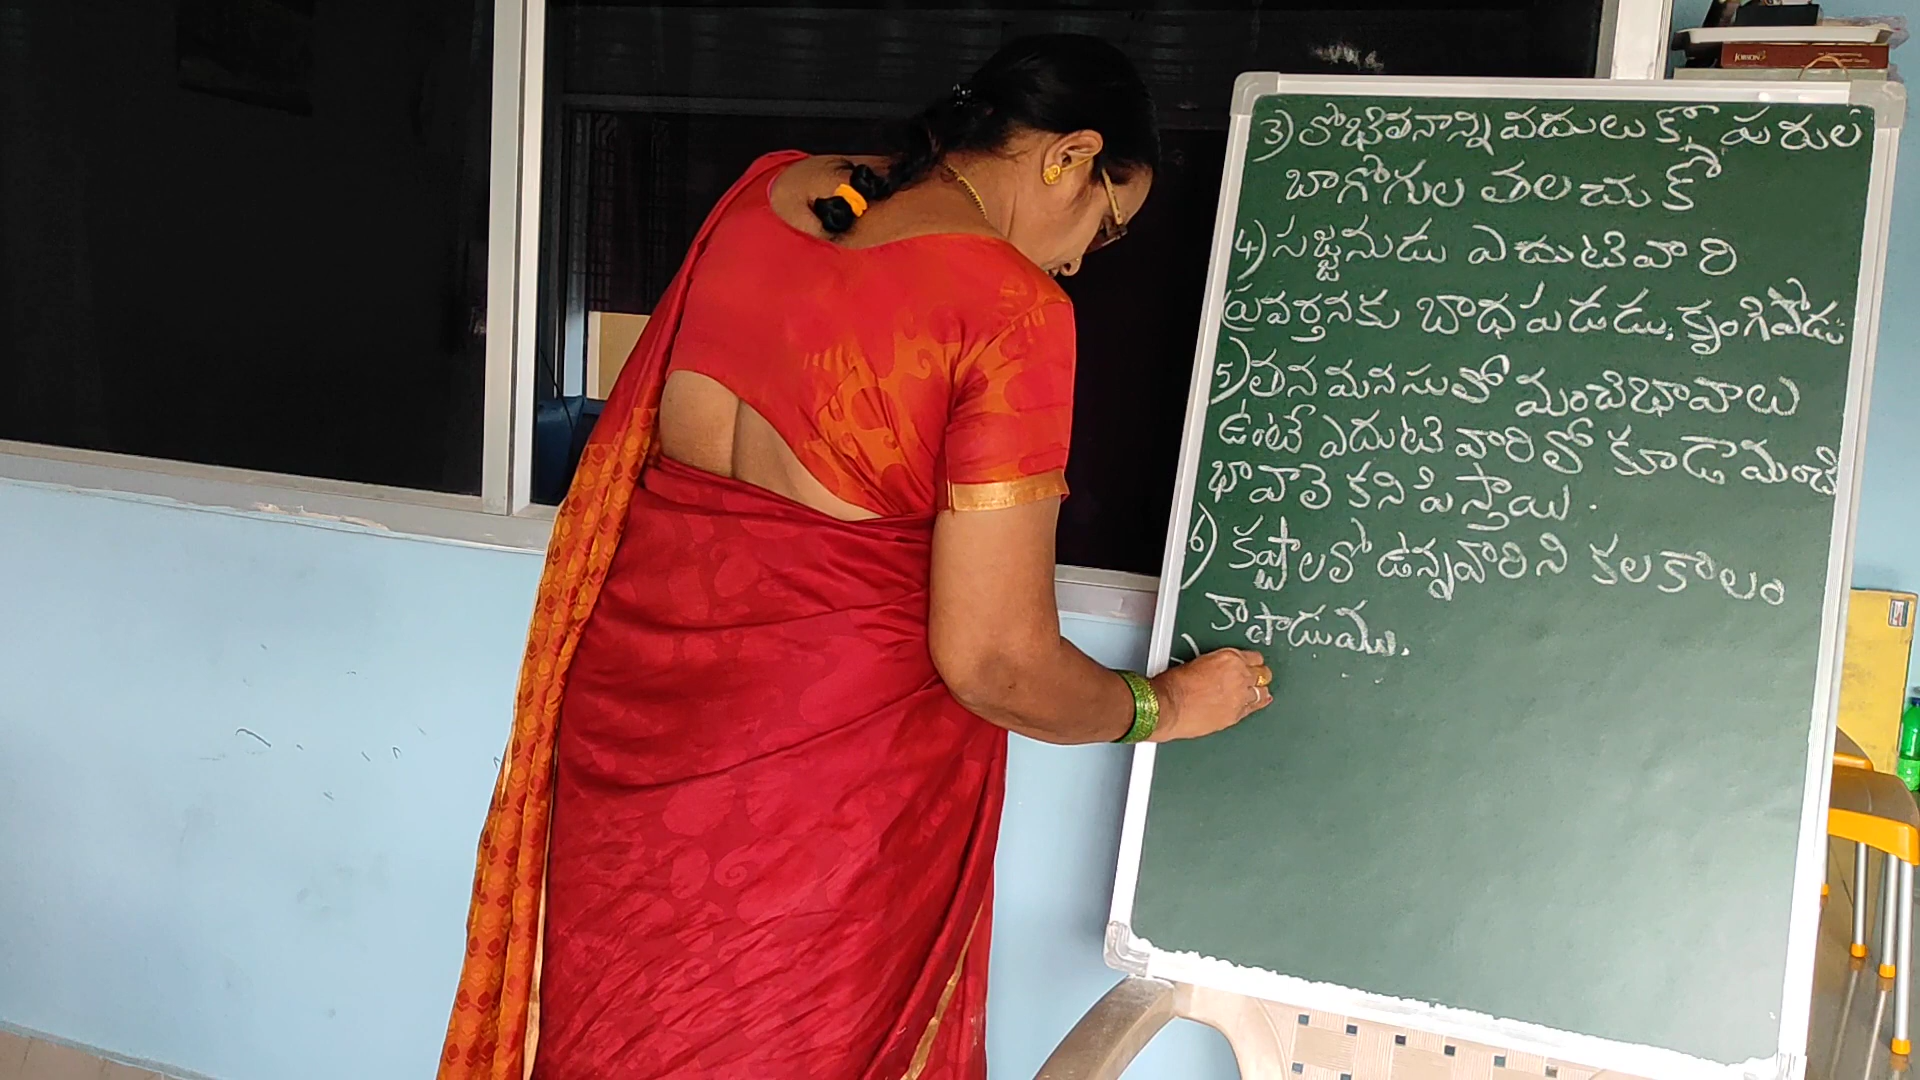 3) లోభితనాన్ని వదులుకో పరుల
బాగోగుల తలచుకో
4) సజ్జనుడు ఎదుటివారి
ప్రవర్తనకు బాధపడడు, కృంగిపోడు
5) తన మనసులో మంచిభావాలు
ఉంటే ఎదుటి వారిలో కూడా మంచి
భావాలె కనిపిస్తాయి.
6) కష్టాలలో ఉన్నవారిని కలకాలం
కాపాడుము.